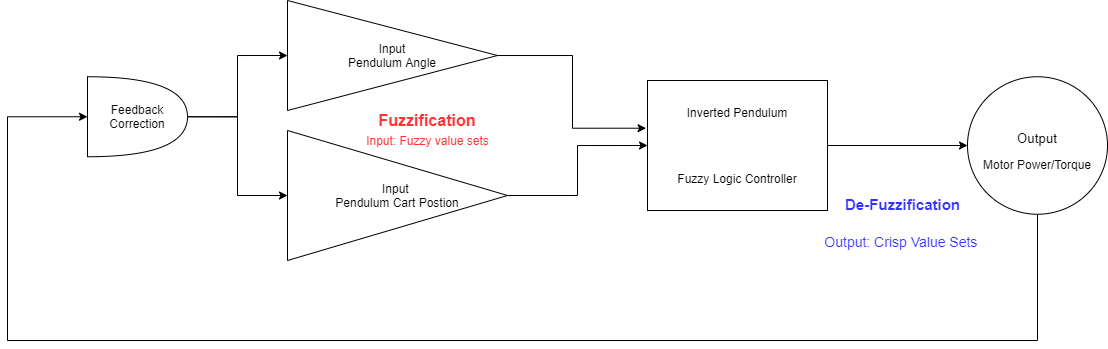 Feedback
Correction
Input
Pendulum Angle
Fuzzification
Input: Fuzzy value sets
Input
Pendulum Cart Postion
Inverted Pendulum
Fuzzy Logic Controller
De-Fuzzification
Output: Crisp Value Sets
Output
Motor Power/Torque